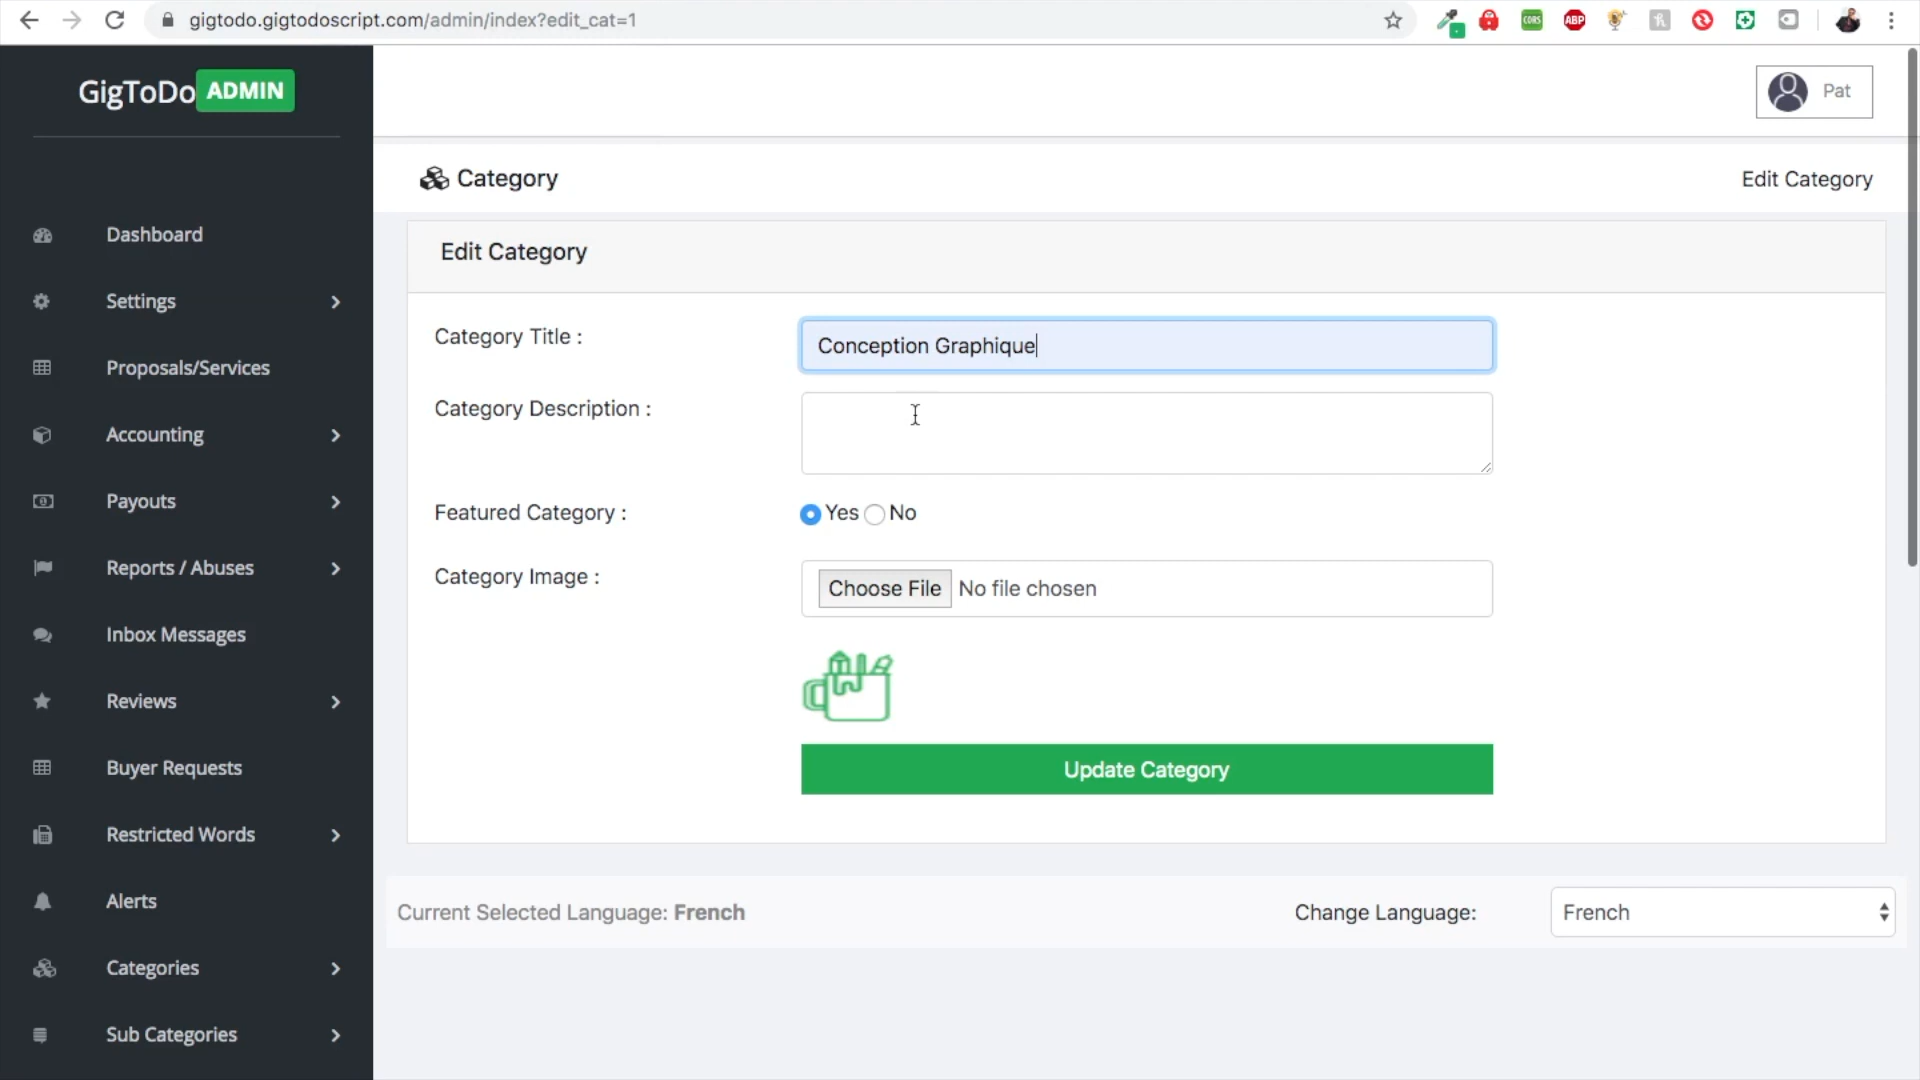 gigtodo.gigtodoscript.com/admin/index?edit_cat=1
CORS
ABP
GigToDo ADMIN
Pat
Category
Edit Category
Dashboard
Edit Category
Settings
Category Title :
Conception Graphique
Proposals/Services
Category Description :
Accounting
Payouts
Featured Category :
Yes No
Reports / Abuses
Category Image :
Choose File No file chosen
Inbox Messages
Reviews
Buyer Requests
Update Category
Restricted Words
Alerts
Current Selected Language: French
Change Language:
French
Categories
Sub Categories